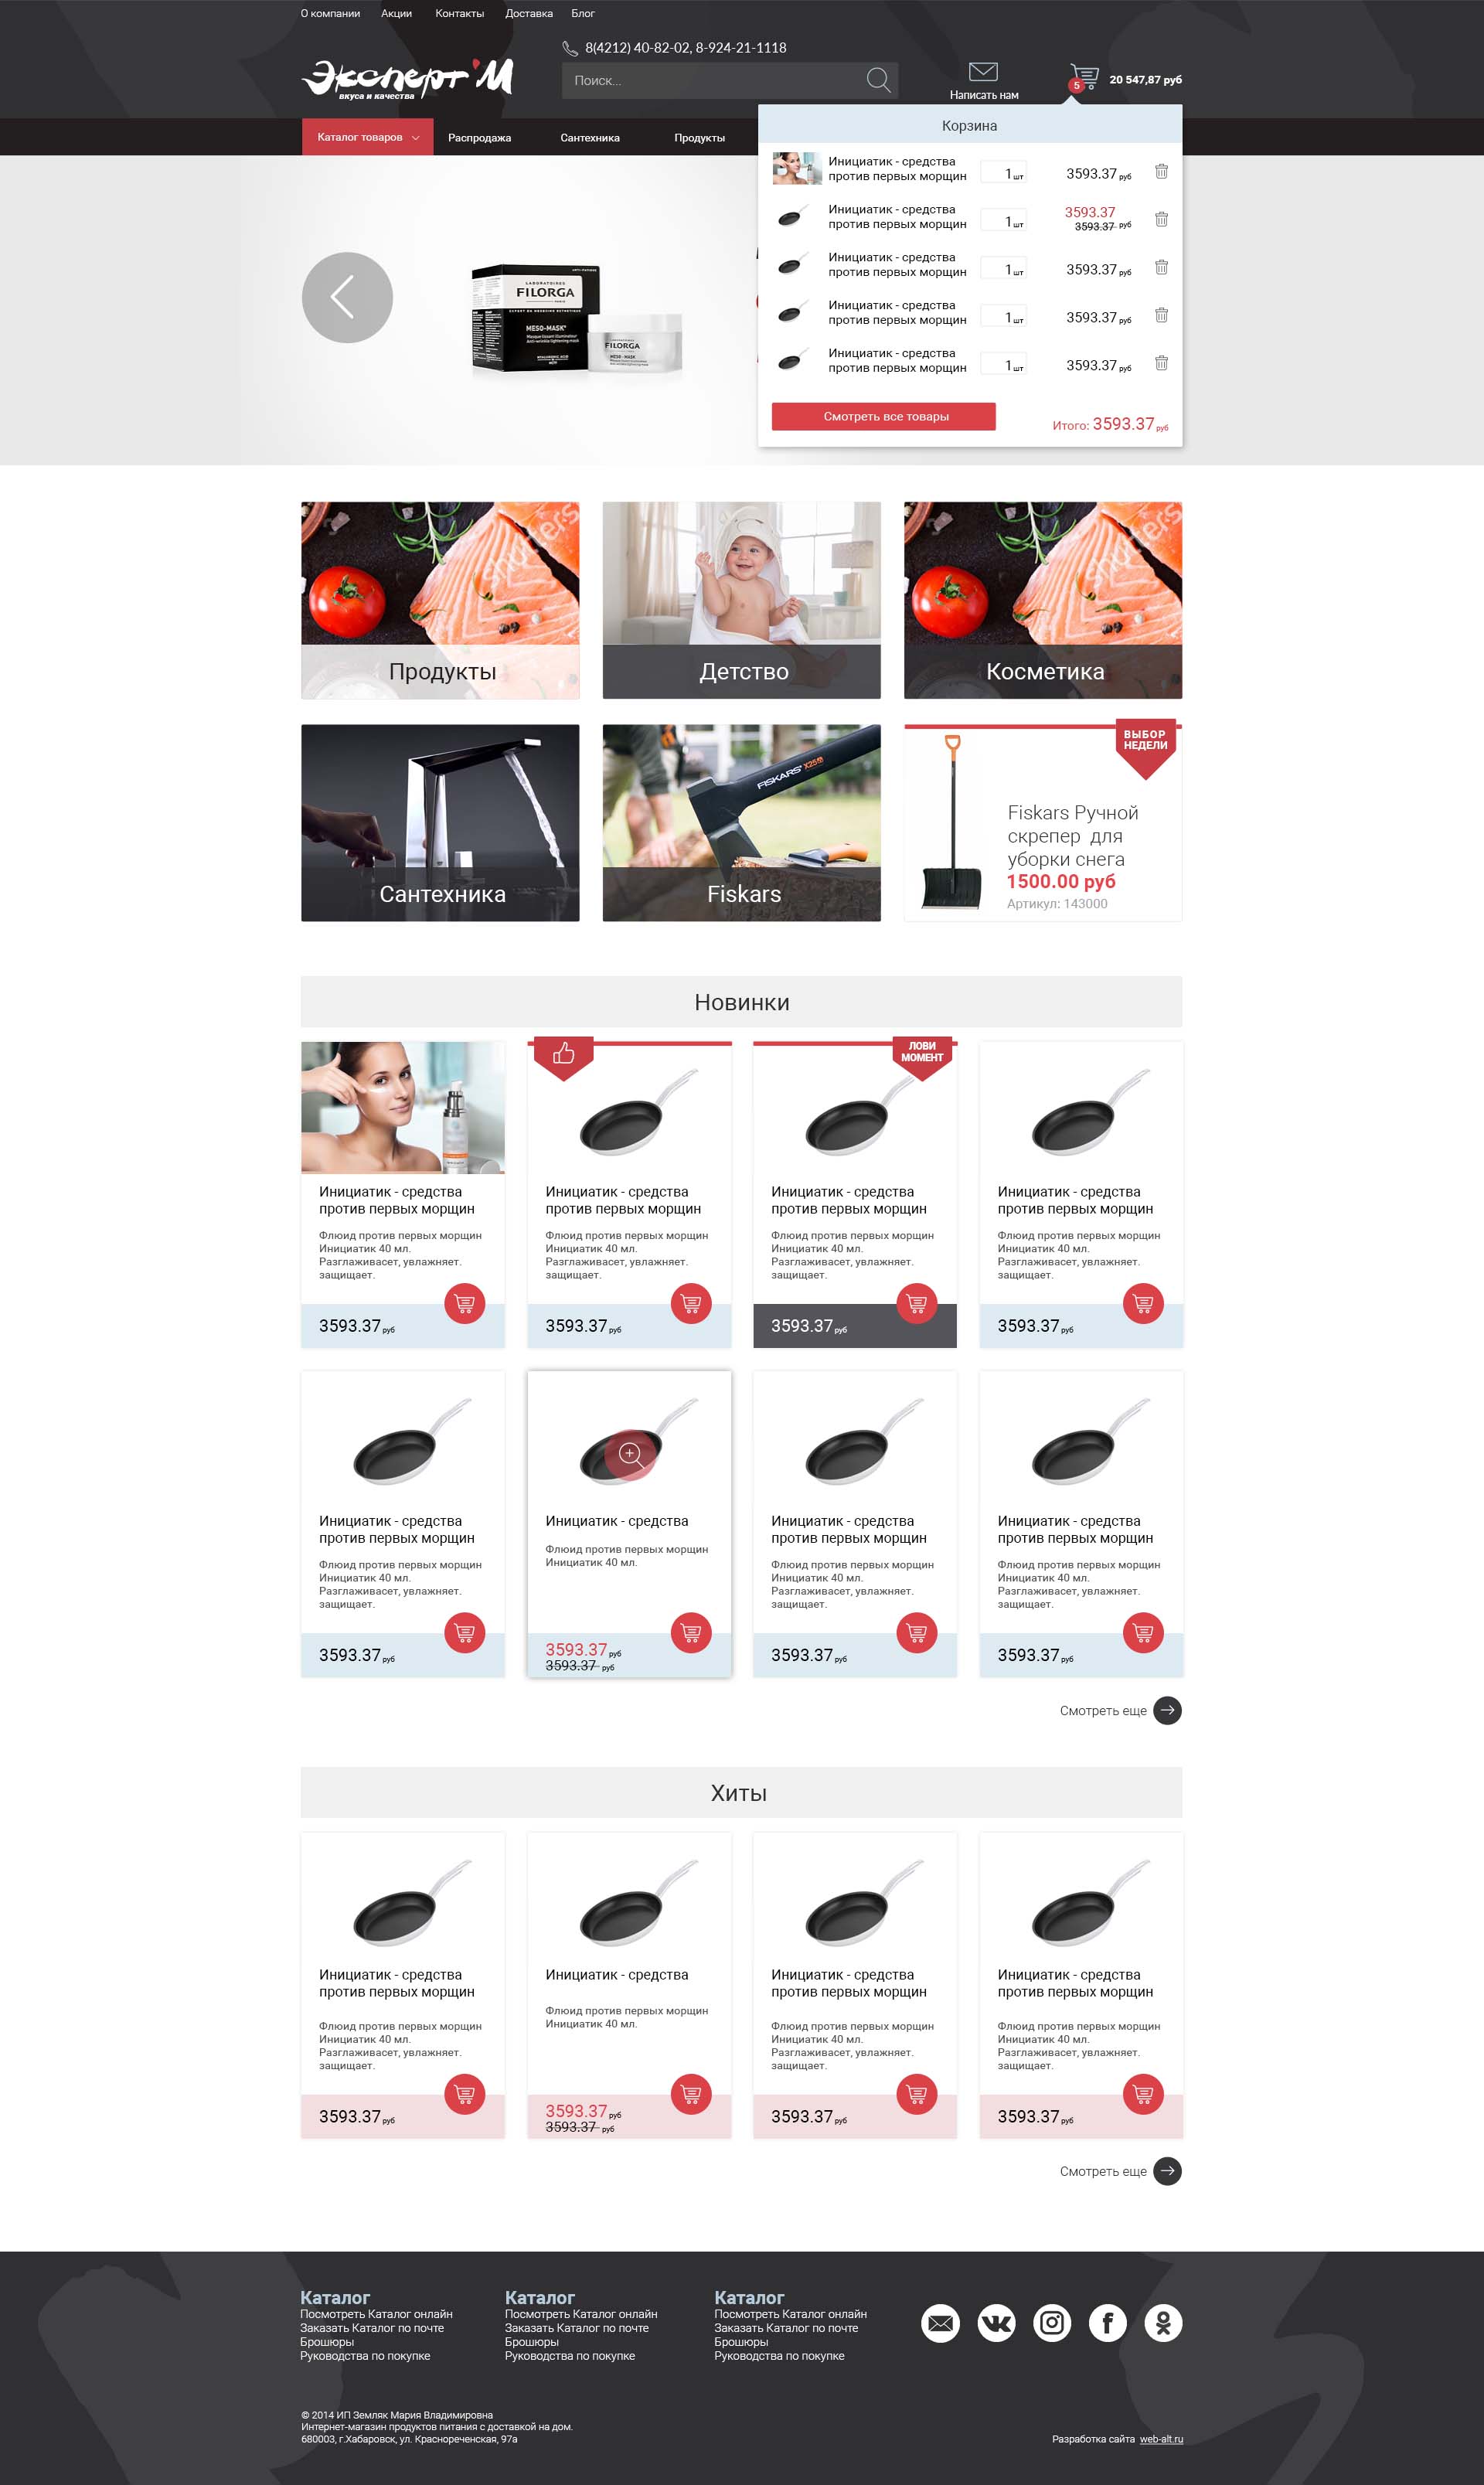 О компании Акции Контакты Доставка Блог
8(4212) 40-82-02, 8-924-21-1118
Эксперт'М
вкуса и качества
Поиск...
Написать нам
5
20 547,87 руб
Каталог товаров Распродажа Сантехника Продукты
Корзина
Инициатик - средства
против первых морщин
1 шт
3593.37 руб
Инициатик - средства
против первых морщин
1 шт
3593.37
3593.37 руб
Инициатик - средства
против первых морщин
1 шт
3593.37 руб
Инициатик - средства
против первых морщин
1 шт
3593.37 руб
Инициатик - средства
против первых морщин
1 шт
3593.37 руб
Смотреть все товары
Итого: 3593.37 руб
LABORATOIRES
FILORGA
PARIS
MESO-MASK
FILORGA
MESO-MASK
Продукты
Детство
Косметика
Сантехника
FISKARS X25
Fiskars
ВЫБОР
НЕДЕЛИ
Fiskars Ручной
скрепер для
уборки снега
1500.00 руб
Артикул: 143000
Новинки
Инициатик - средства
против первых морщин
Флюид против первых морщин
Инициатик 40 мл.
Разглаживасет, увлажняет.
защищает.
3593.37 руб
Инициатик - средства
против первых морщин
Флюид против первых морщин
Инициатик 40 мл.
Разглаживасет, увлажняет.
защищает.
3593.37 руб
ЛОВИ
МОМЕНТ
Инициатик - средства
против первых морщин
Флюид против первых морщин
Инициатик 40 мл.
Разглаживасет, увлажняет.
защищает.
3593.37 руб
Инициатик - средства
против первых морщин
Флюид против первых морщин
Инициатик 40 мл.
Разглаживасет, увлажняет.
защищает.
3593.37 руб
Инициатик - средства
против первых морщин
Флюид против первых морщин
Инициатик 40 мл.
Разглаживасет, увлажняет.
защищает.
3593.37 руб
Инициатик - средства
Флюид против первых морщин
Инициатик 40 мл.
3593.37 руб
3593.37 руб
Инициатик - средства
против первых морщин
Флюид против первых морщин
Инициатик 40 мл.
Разглаживасет, увлажняет.
защищает.
3593.37 руб
Инициатик - средства
против первых морщин
Флюид против первых морщин
Инициатик 40 мл.
Разглаживасет, увлажняет.
защищает.
3593.37 руб
Смотреть еще
Хиты
Инициатик - средства
против первых морщин
Флюид против первых морщин
Инициатик 40 мл.
Разглаживасет, увлажняет.
защищает.
3593.37 руб
Инициатик - средства
Флюид против первых морщин
Инициатик 40 мл.
3593.37 руб
3593.37 руб
Инициатик - средства
против первых морщин
Флюид против первых морщин
Инициатик 40 мл.
Разглаживасет, увлажняет.
защищает.
3593.37 руб
Инициатик - средства
против первых морщин
Флюид против первых морщин
Инициатик 40 мл.
Разглаживасет, увлажняет.
защищает.
3593.37 руб
Смотреть еще
Каталог
Посмотреть Каталог онлайн
Заказать Каталог по почте
Брошюры
Руководства по покупке
Каталог
Посмотреть Каталог онлайн
Заказать Каталог по почте
Брошюры
Руководства по покупке
Каталог
Посмотреть Каталог онлайн
Заказать Каталог по почте
Брошюры
Руководства по покупке
© 2014 ИП Земляк Мария Владимировна
Интернет-магазин продуктов питания с доставкой на дом.
680003, г.Хабаровск, ул. Краснореченская, 97а
Разработка сайта web-alt.ru